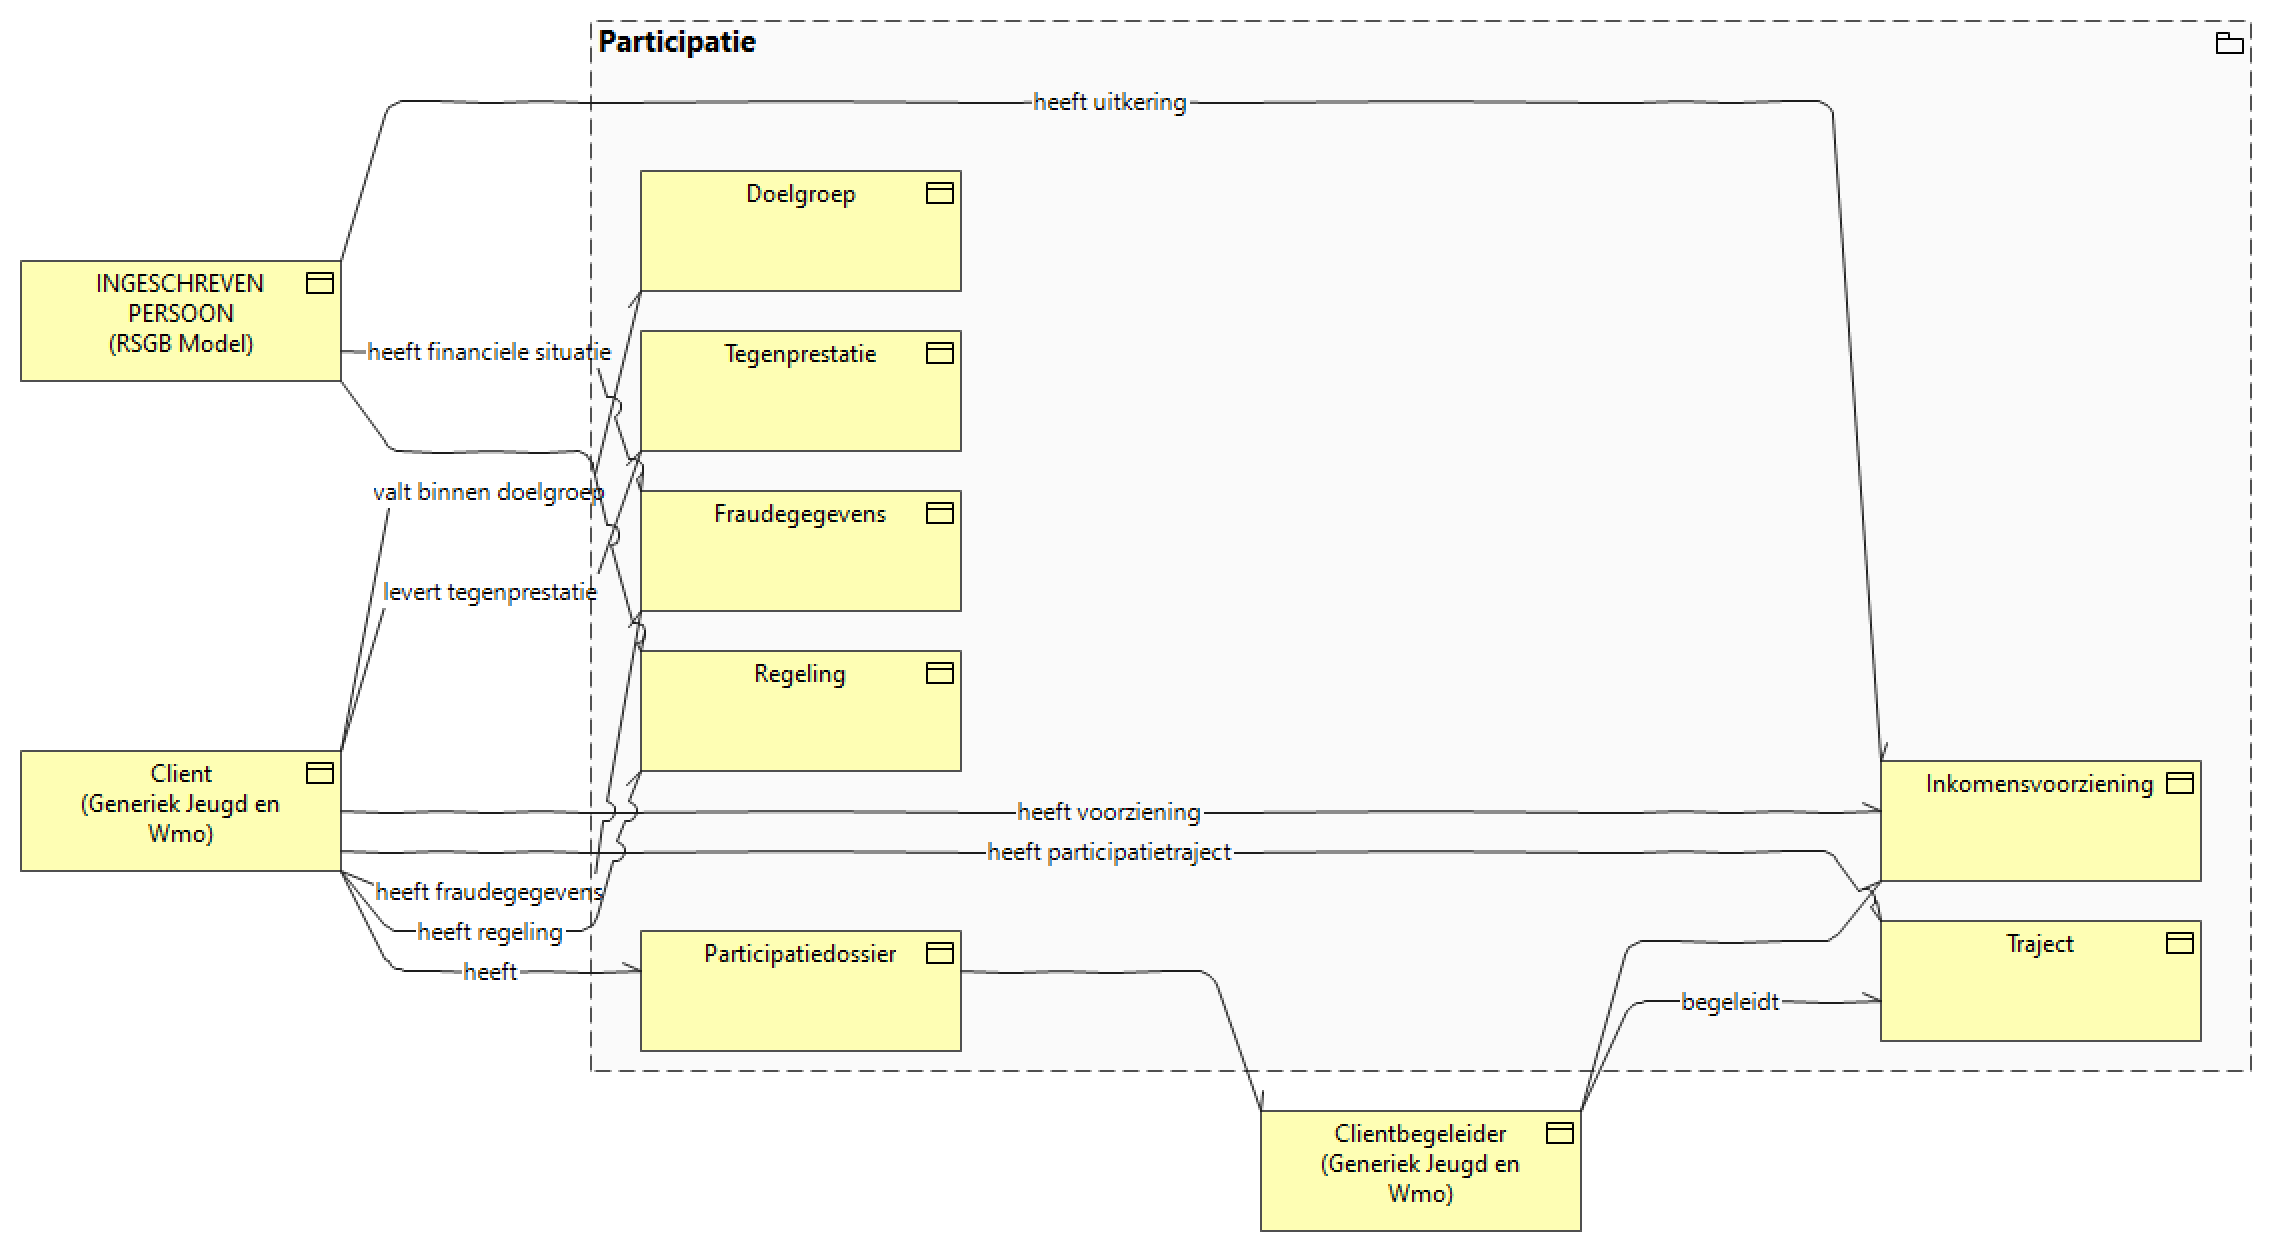 Participatie
heeft uitkering
Doelgroep
INGESCHREVEN
PERSOON
(RSGB Model)
heeft financiele situatie
Tegenprestatie
valt binnen doelgroep
Fraudegegevens
levert tegenprestatie
Regeling
Client
(Generiek Jeugd en
Wmo)
Inkomensvoorziening
heeft voorziening
heeft participatietraject
heeft fraudegegevens
heeft regeling
heeft
Participatiedossier
Traject
begeleidt
Clientbegeleider
(Generiek Jeugd en
Wmo)